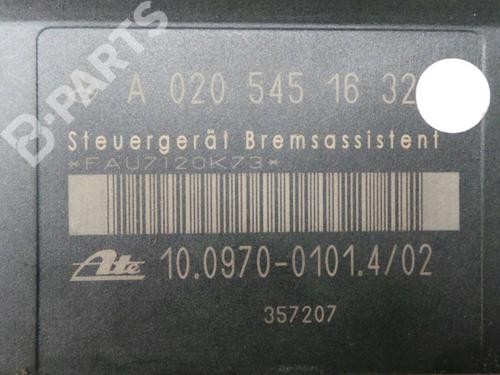 B-PARTS
A 020 545 16 32
Steuergerät Bremsassistent
*FAU7120K73*
Ate 10.0970-0101.4/02
357207